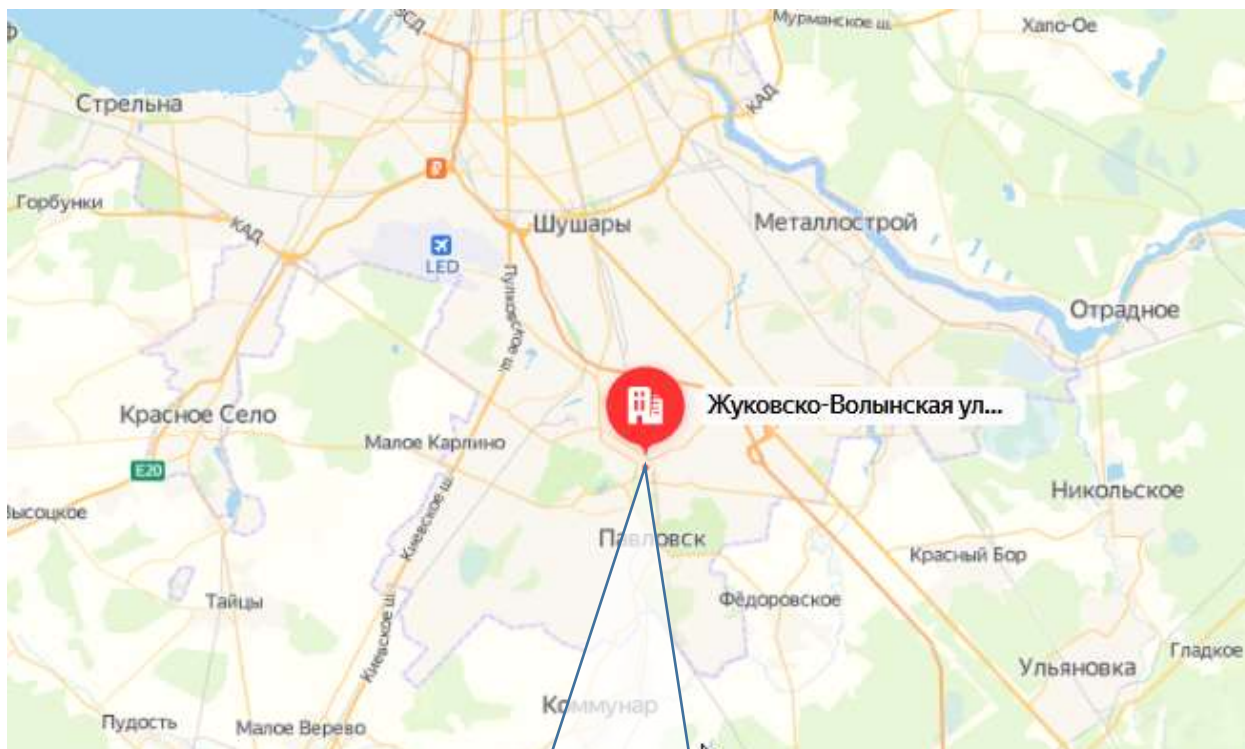 ЗСД
Мурманское ш.
Хапо-Ое
Стрельна
КАД
Горбунки
КАД
Шушары
Металлострой
LED
Пулковское ш.
Отрадное
Красное Село
Жуковско-Волынская ул...
Малое Карлино
E20
Никольское
Высоцкое
Киевское ш.
Павловск
Красный Бор
Тайцы
Фёдоровское
Киевское ш.
Гладкое
Ульяновка
Коммунар
Пудость
Малое Верево